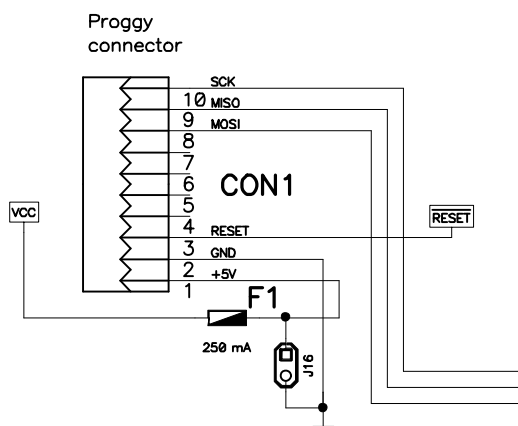 Proggy
connector
SCK
10 MISO
9 MOSI
8
7
6
CON1
5
VCC
RESET
4 RESET
3 GND
2 +5V
1
F1
250 mA
J16